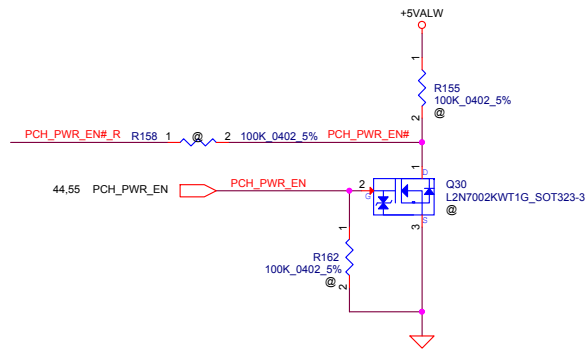 +5VALW
1
R155
100K_0402_5%
2
@
PCH_PWR_EN#_R R158 1 @ 2 100K_0402_5% PCH_PWR_EN#
1
D
44,55 PCH_PWR_EN PCH_PWR_EN 2
G
Q30
L2N7002KWT1G_SOT323-3
@
S
3
1
R162
100K_0402_5%
@
2